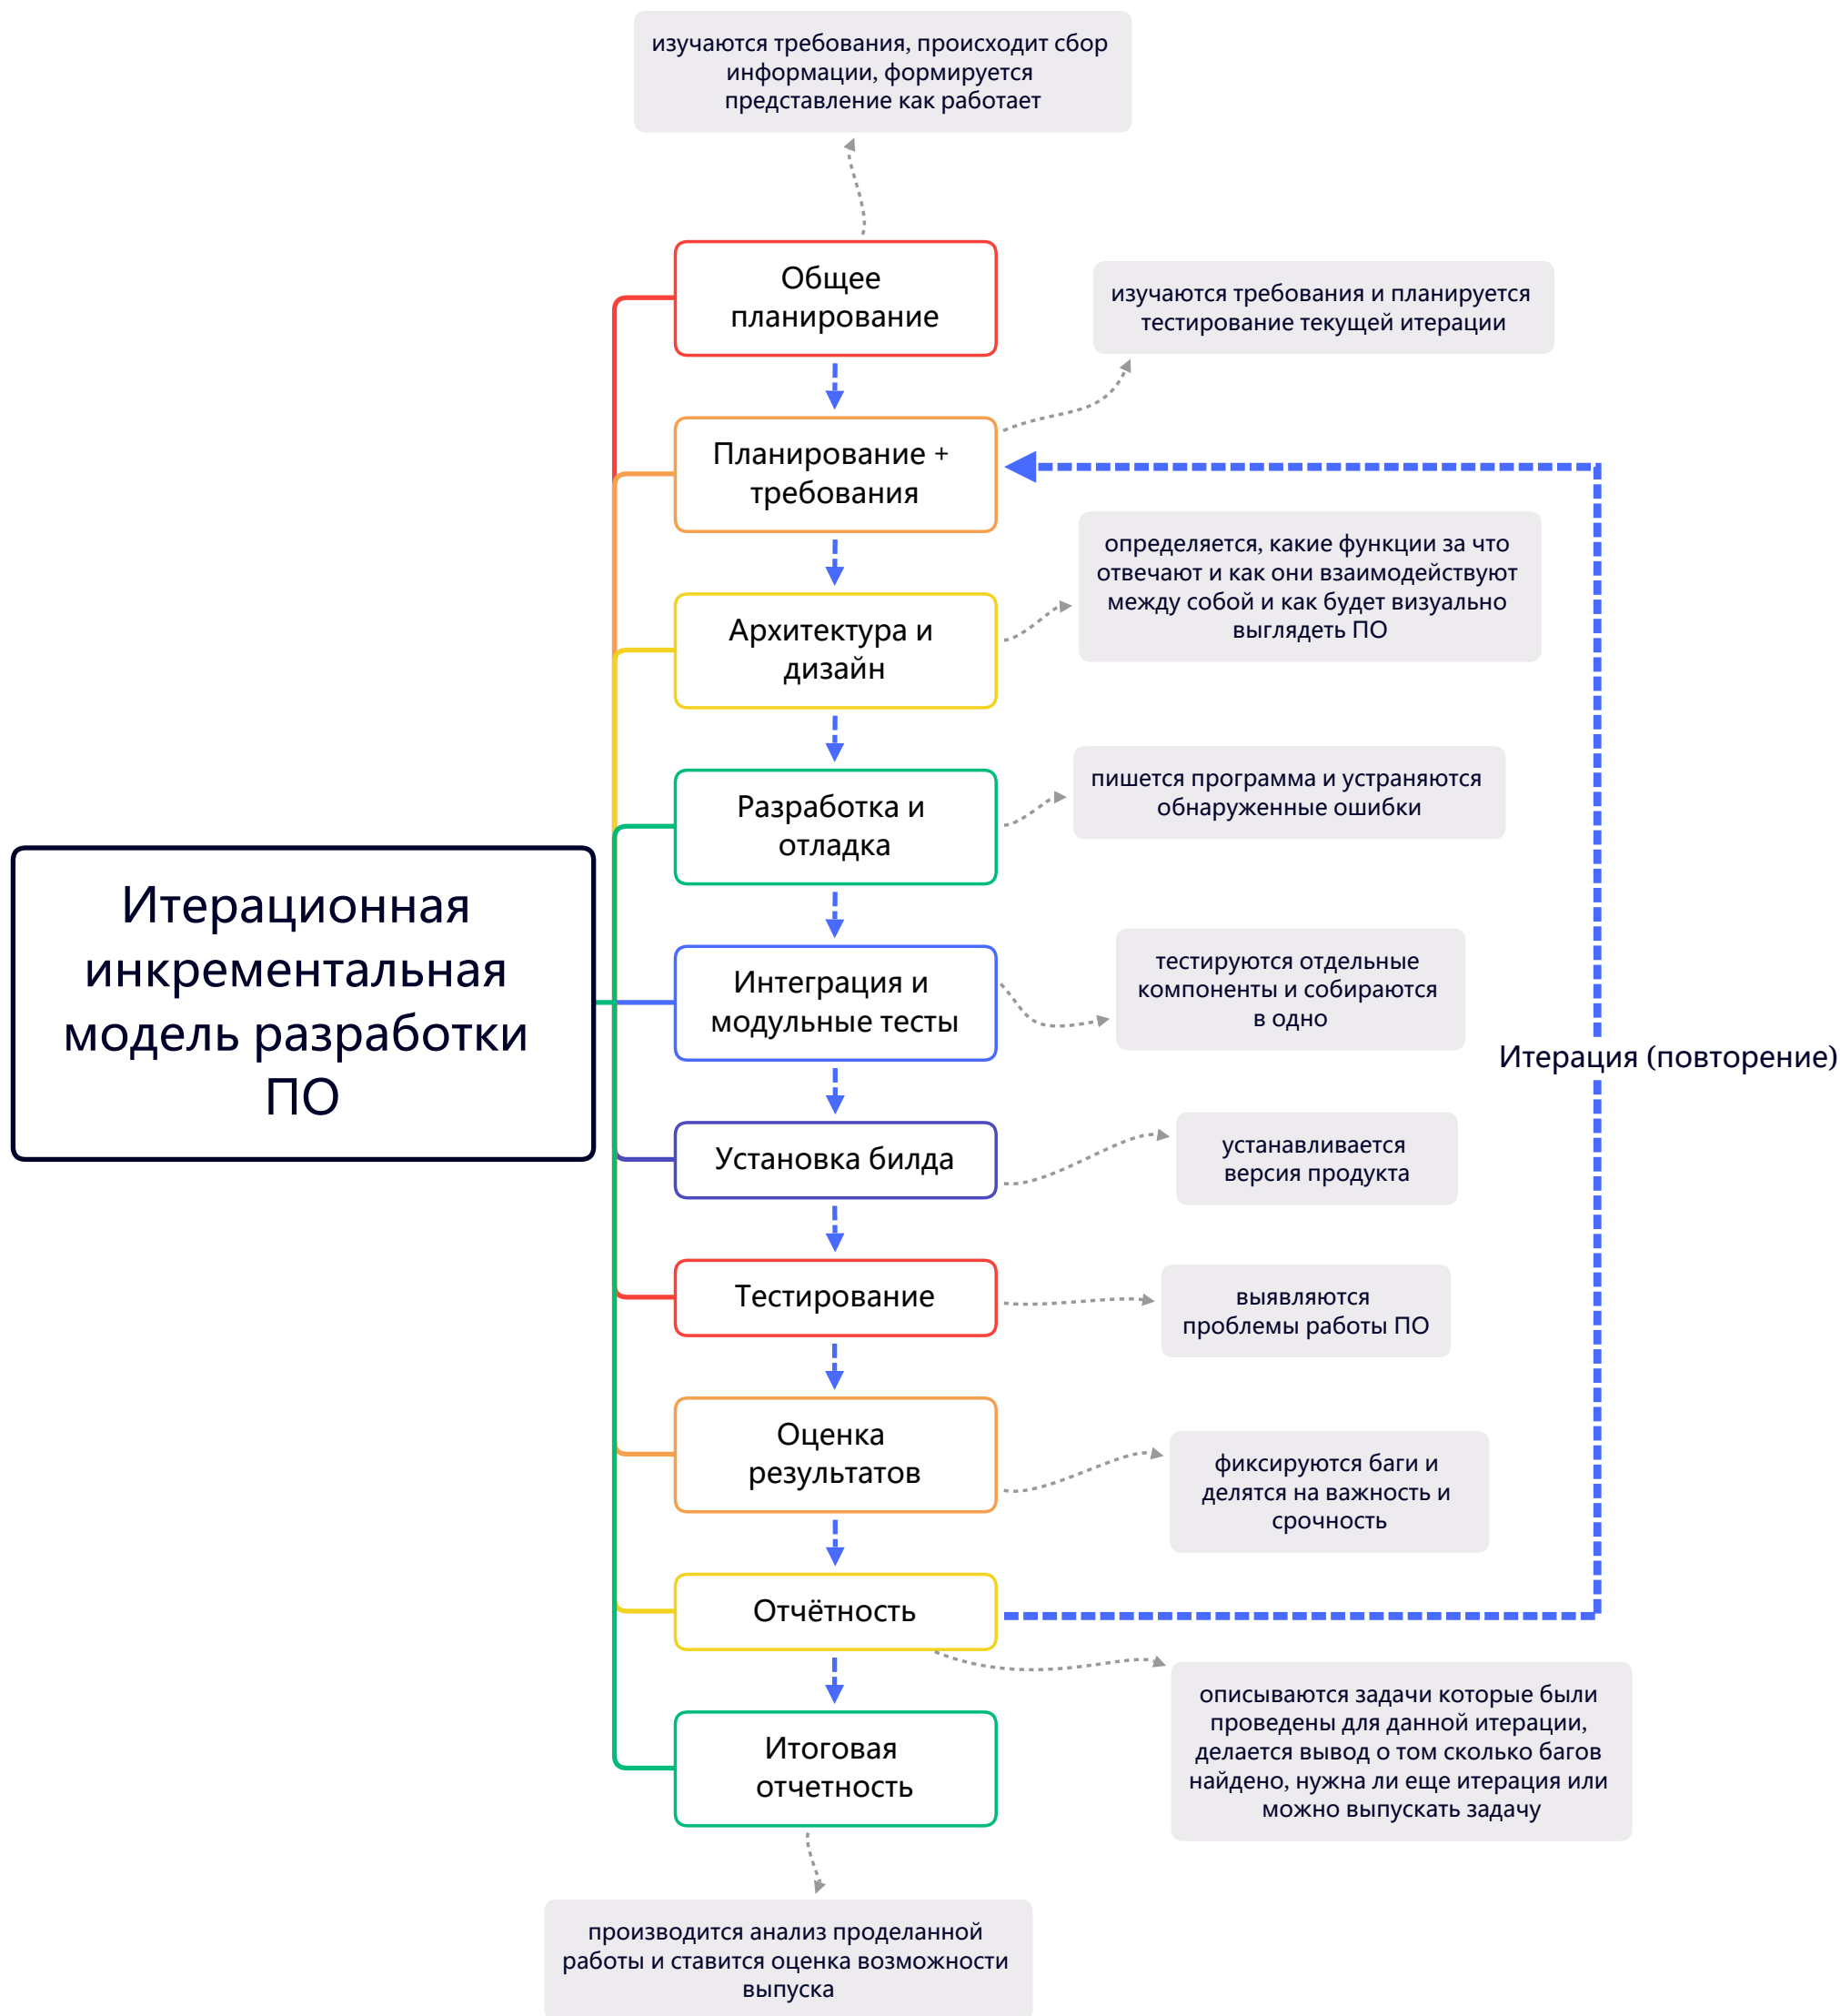 изучаются требования, происходит сбор
информации, формируется
представление как работает
Общее
планирование
изучаются требования и планируется
тестирование текущей итерации
Планирование +
требования
определяется, какие функции за что
отвечают и как они взаимодействуют
между собой и как будет визуально
выглядеть ПО
Архитектура и
дизайн
пишется программа и устраняются
обнаруженные ошибки
Разработка и
отладка
Итерационная
инкрементальная
модель разработки
ПО
Интеграция и
модульные тесты
тестируются отдельные
компоненты и собираются
в одно
Итерация (повторение)
Установка билда
устанавливается
версия продукта
Тестирование
выявляются
проблемы работы ПО
Оценка
результатов
фиксируются баги и
делятся на важность и
срочность
Отчётность
описываются задачи которые были
проведены для данной итерации,
делается вывод о том сколько багов
найдено, нужна ли еще итерация или
можно выпускать задачу
Итоговая
отчетность
производится анализ проделанной
работы и ставится оценка возможности
выпуска